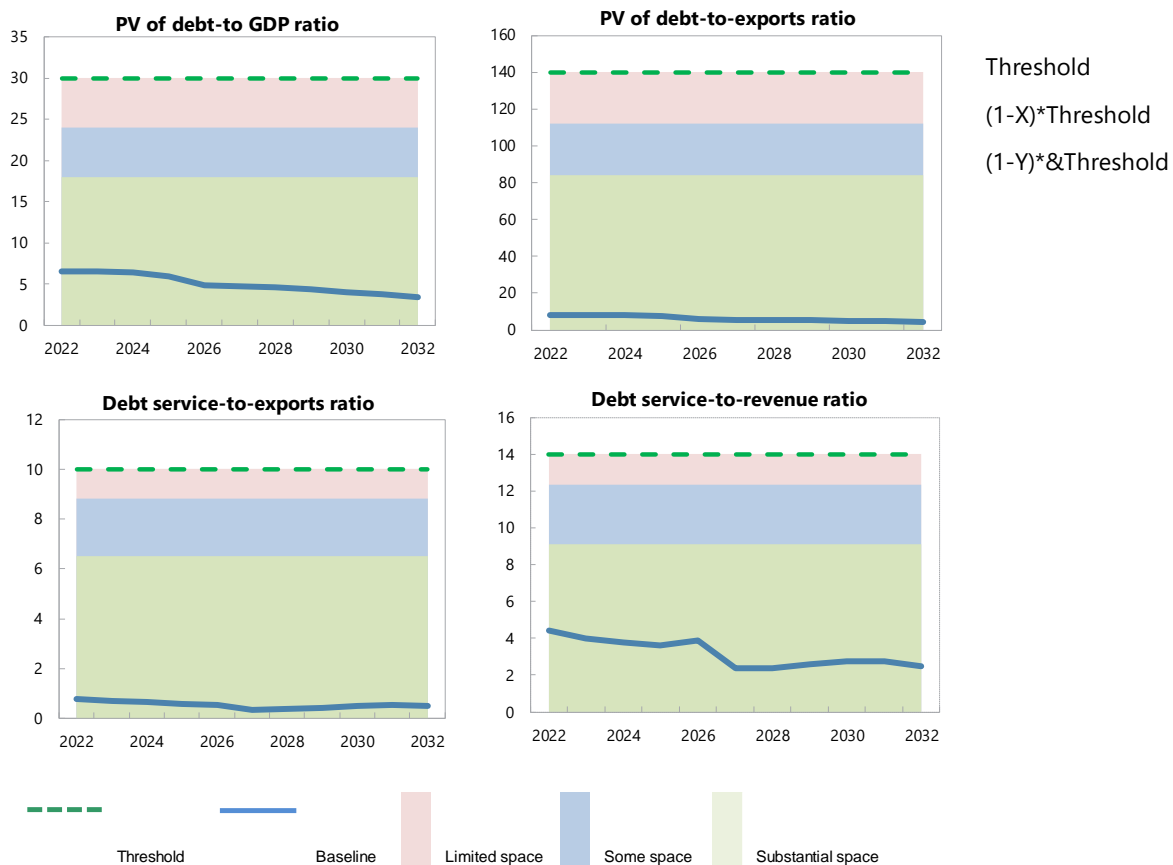 PV of debt-to GDP ratio
35
30
25
20
15
10
5
0
2022 2024 2026 2028 2030 2032
PV of debt-to-exports ratio
160
140
120
100
80
60
40
20
0
2022 2024 2026 2028 2030 2032
Threshold
(1-X)*Threshold
(1-Y)*&Threshold
Debt service-to-exports ratio
12
10
8
6
4
2
0
2022 2024 2026 2028 2030 2032
Debt service-to-revenue ratio
16
14
12
10
8
6
4
2
0
2022 2024 2026 2028 2030 2032
Threshold Baseline Limited space Some space Substantial space